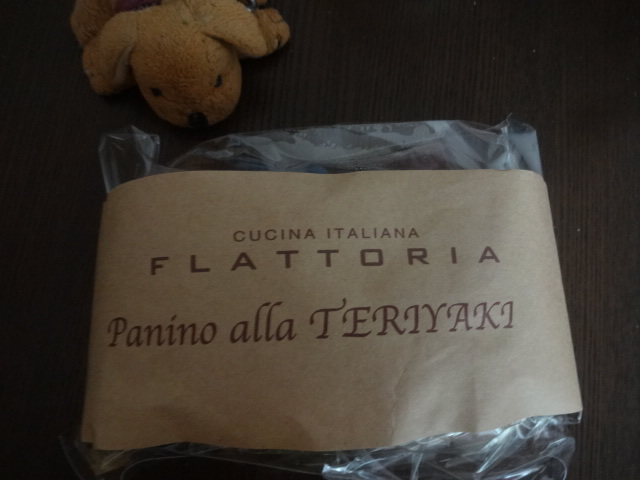 CUCINA ITALIANA
FLATTORIA
Panino alla TERIYAKI